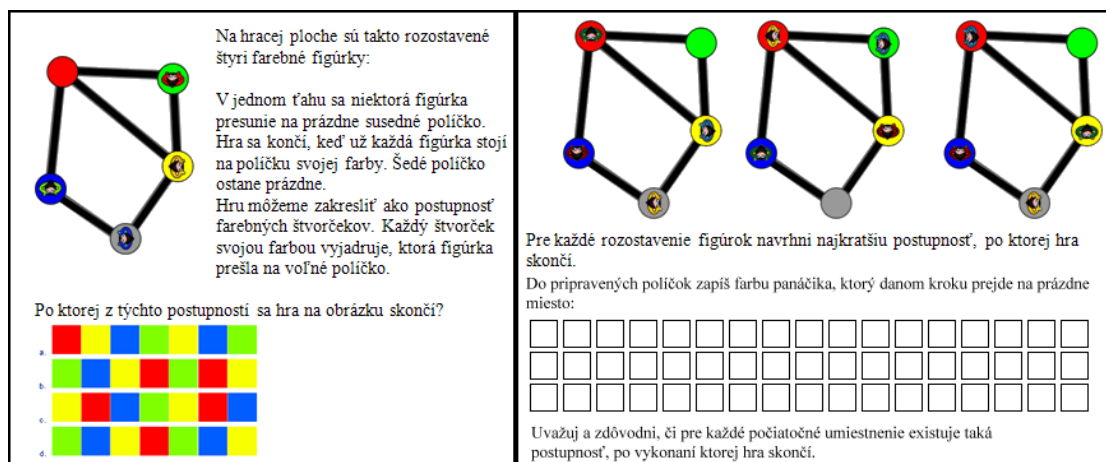 Na hracej ploche sú takto rozostavené
štyri farebné figúrky:
V jednom ťahu sa niektorá figúrka
presunie na prázdne susedné políčko.
Hra sa končí, keď už každá figúrka stojí
na políčku svojej farby. Šedé políčko
ostane prázdne.
Hru môžeme zakresliť ako postupnosť
farebných štvorčekov. Každý štvorček
svojou farbou vyjadruje, ktorá figúrka
prešla na voľné políčko.
Po ktorej z týchto postupností sa hra na obrázku skončí?
a.
b.
c.
d.
Pre každé rozostavenie figúrok navrhni najkratšiu postupnosť, po ktorej hra
skončí.
Do pripravených políčok zapíš farbu panáčika, ktorý danom kroku prejde na prázdne
miesto:
Uvažuj a zdôvodni, či pre každé počiatočné umiestnenie existuje taká
postupnosť, po vykonaní ktorej hra skončí.